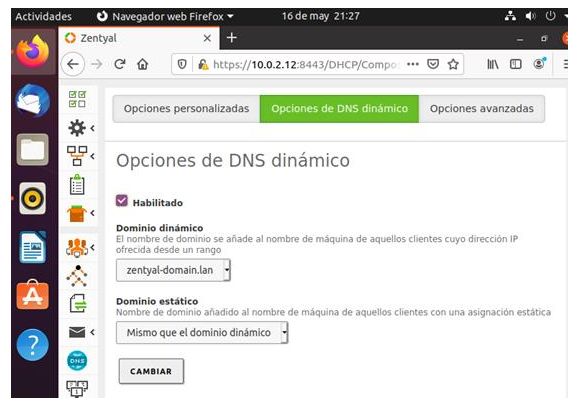 Actividades
Navegador web Firefox
16 de may 21:27
Zentyal
https://10.0.2.12:8443/DHCP/Compo
Opciones personalizadas
Opciones de DNS dinámico
Opciones avanzadas
Opciones de DNS dinámico
Habilitado
Dominio dinámico
El nombre de dominio se añade al nombre de máquina de aquellos clientes cuyo dirección IP
ofrecida desde un rango
zentyal-domain.lan
Dominio estático
Nombre de dominio añadido al nombre de máquina de aquellos clientes con una asignación estática
Mismo que el dominio dinámico
CAMBIAR
DNS